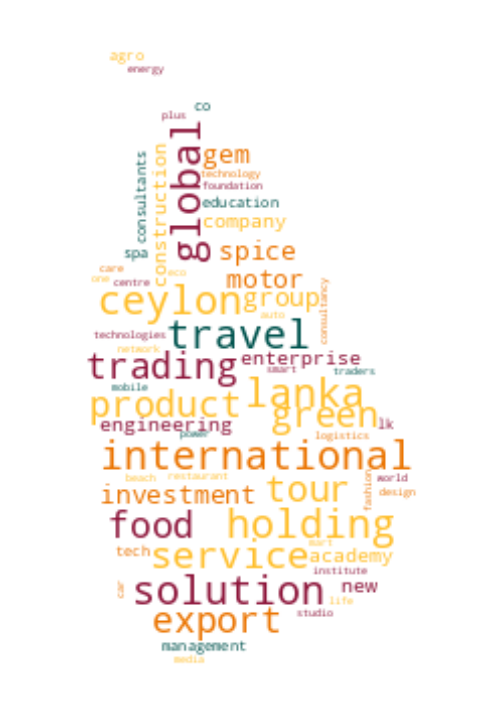 agro
energy
co
plus
global
gem
construction
consultants
technology
foundation
education
company
spa
spice
care
one
centre
eco
motor
ceylon
group
consultancy
auto
travel
technologies
network
trading
enterprise
smart
traders
mobile
product
lanka
green
engineering
lk
power
logistics
international
beach
restaurant
world
fashion
design
investment
tour
food
holding
mart
tech
service
academy
institute
car
solution
new
life
export
studio
management
media